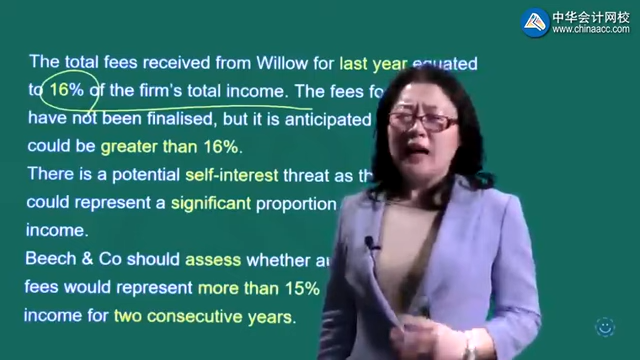 中华会计网校
www.chinaacc.com
The total fees received from Willow for last year equated
to 16% of the firm's total income. The fees
have not been finalised, but it is anticipated
could be greater than 16%.
There is a potential self-interest threat as
could represent a significant proportion
income.
Beech & Co should assess whether
fees would represent more than 15%
income for two consecutive years.